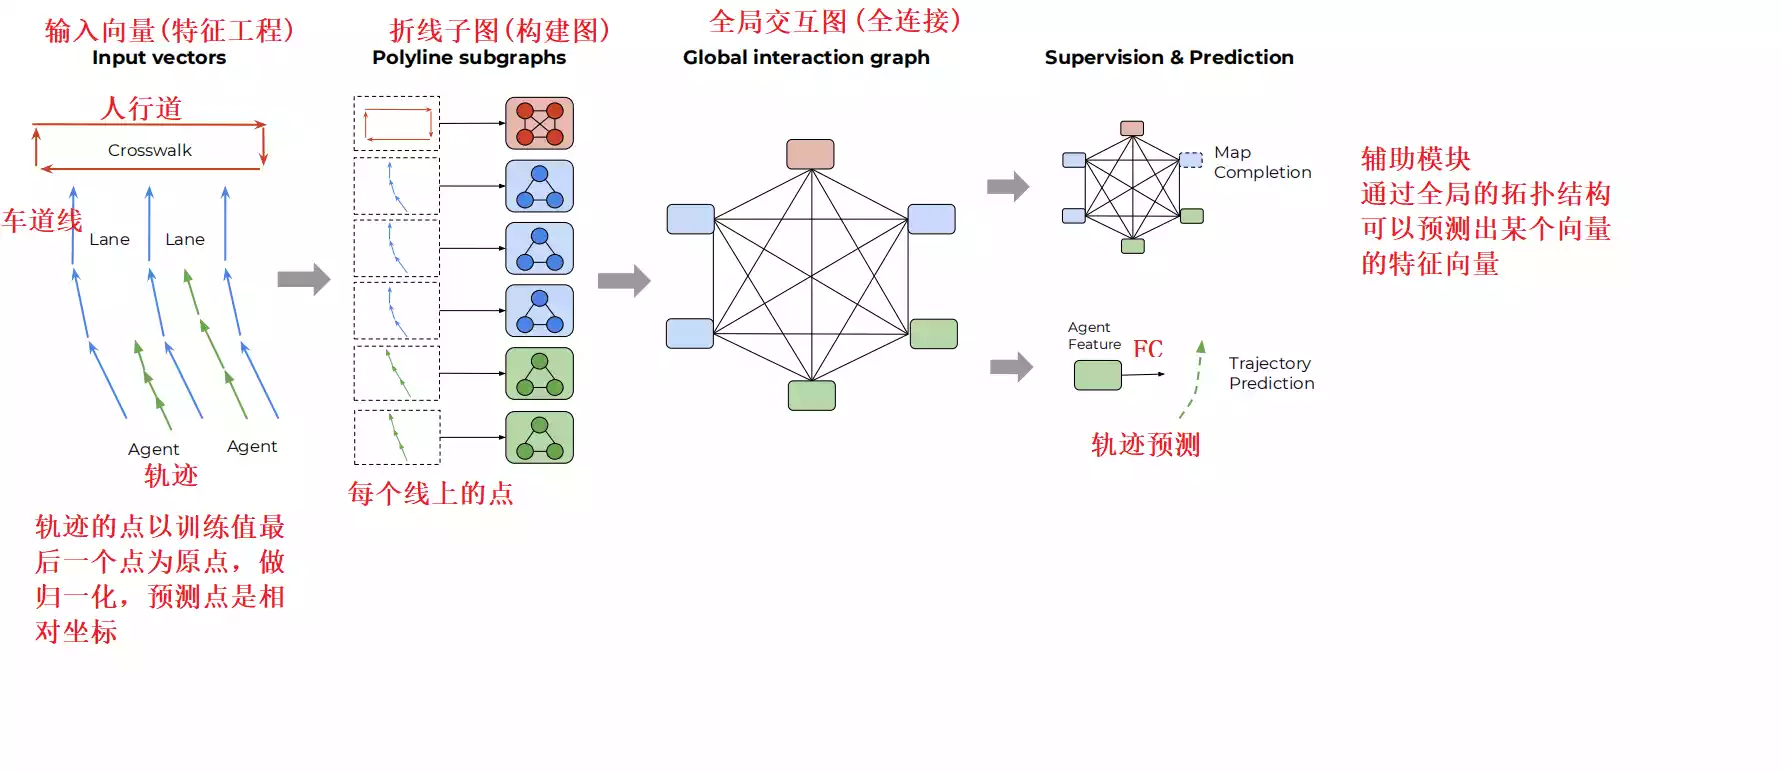 输入向量(特征工程)
Input vectors
人行道
Crosswalk
车道线
Lane
Lane
Agent
Agent
轨迹
轨迹的点以训练值最
后一个点为原点，做
归一化，预测点是相
对坐标
折线子图(构建图)
Polyline subgraphs
每个线上的点
全局交互图(全连接)
Global interaction graph
Supervision & Prediction
Map
Completion
辅助模块
通过全局的拓扑结构
可以预测出某个向量
的特征向量
Agent
Feature
FC
Trajectory
Prediction
轨迹预测